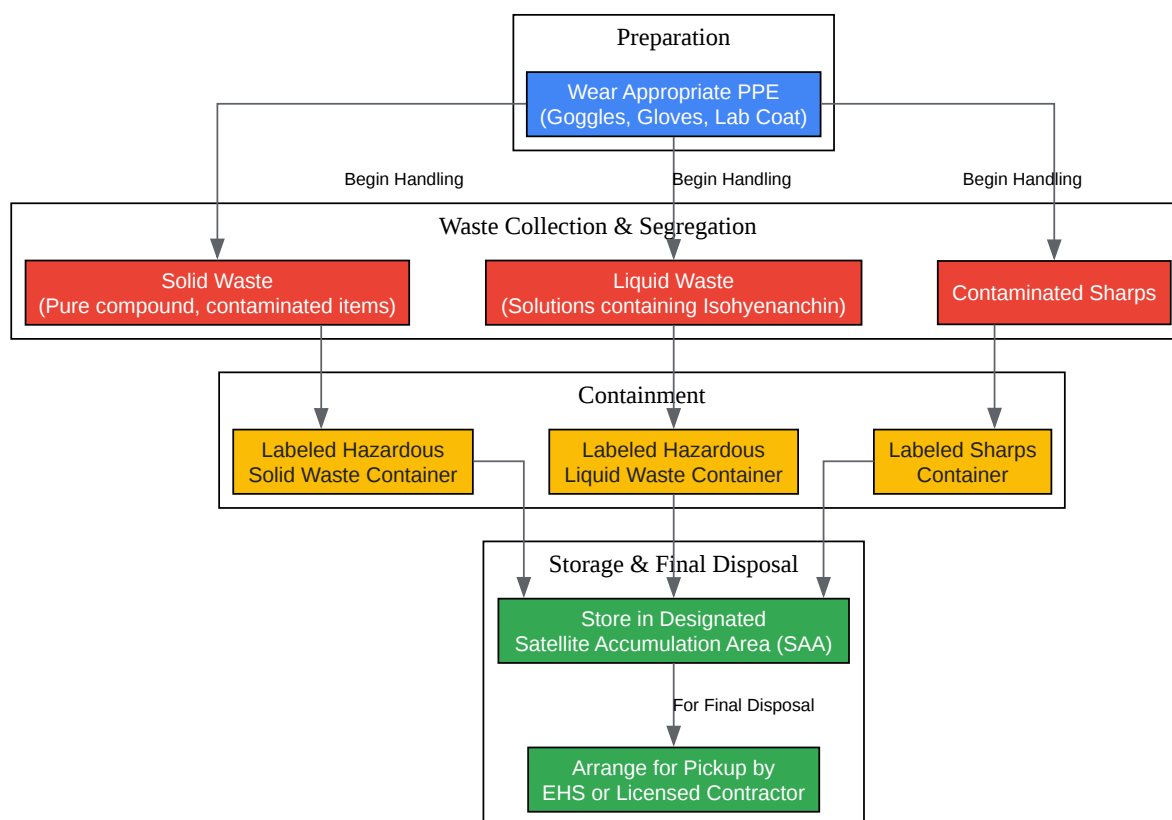 Preparation
Wear Appropriate PPE
(Goggles, Gloves, Lab Coat)
Begin Handling
Begin Handling
Begin Handling
Waste Collection & Segregation
Solid Waste
(Pure compound, contaminated items)
Liquid Waste
(Solutions containing Isohyenanchin)
Contaminated Sharps
Containment
Labeled Hazardous
Solid Waste Container
Labeled Hazardous
Liquid Waste Container
Labeled Sharps
Container
Storage & Final Disposal
Store in Designated
Satellite Accumulation Area (SAA)
For Final Disposal
Arrange for Pickup by
EHS or Licensed Contractor